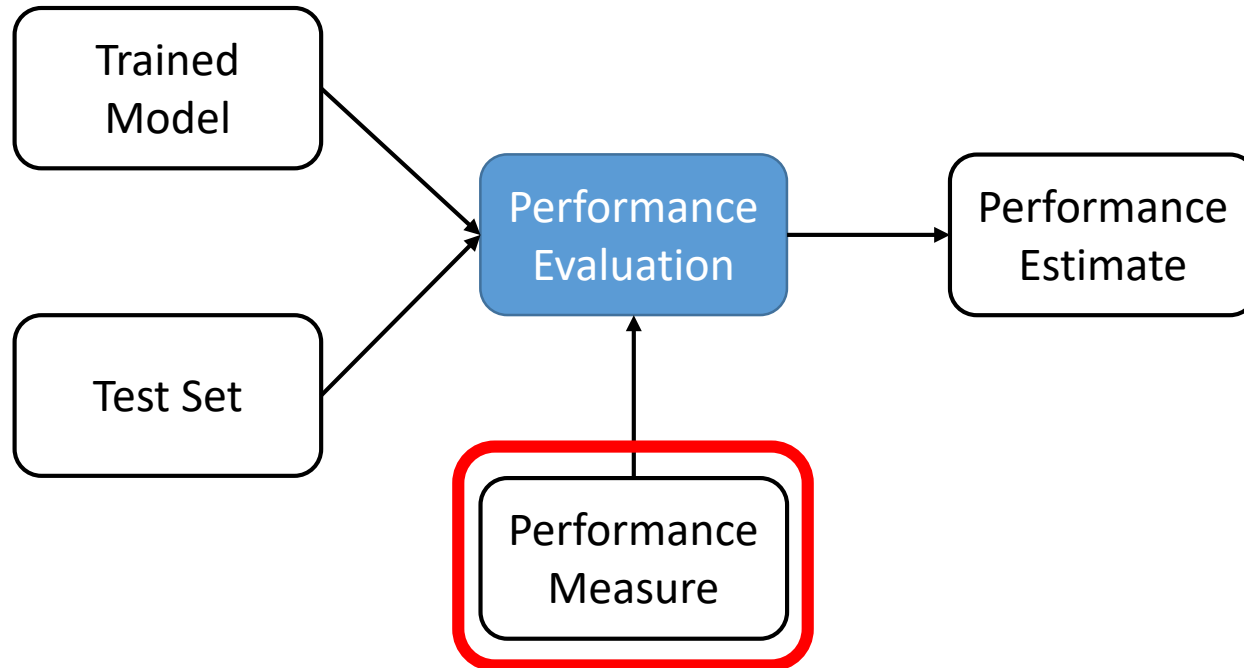 Trained
Model
Performance
Evaluation
Performance
Estimate
Test Set
Performance
Measure